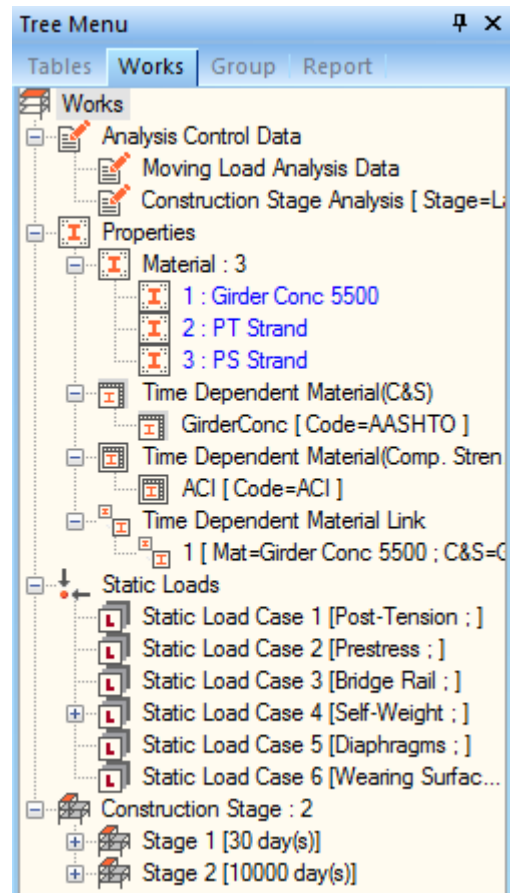 Tree Menu
Tables Works Group Report
Works
Analysis Control Data
Moving Load Analysis Data
Construction Stage Analysis [ Stage=La
Properties
Material : 3
1 : Girder Conc 5500
2 : PT Strand
3 : PS Strand
Time Dependent Material(C&S)
GirderConc [ Code=AASHTO ]
Time Dependent Material(Comp. Stren
ACI [ Code=ACI ]
Time Dependent Material Link
1 [ Mat=Girder Conc 5500 ; C&S=G
Static Loads
Static Load Case 1 [Post-Tension ; ]
Static Load Case 2 [Prestress ; ]
Static Load Case 3 [Bridge Rail ; ]
Static Load Case 4 [Self-Weight ; ]
Static Load Case 5 [Diaphragms ; ]
Static Load Case 6 [Wearing Surfac...
Construction Stage : 2
Stage 1 [30 day(s)]
Stage 2 [10000 day(s)]